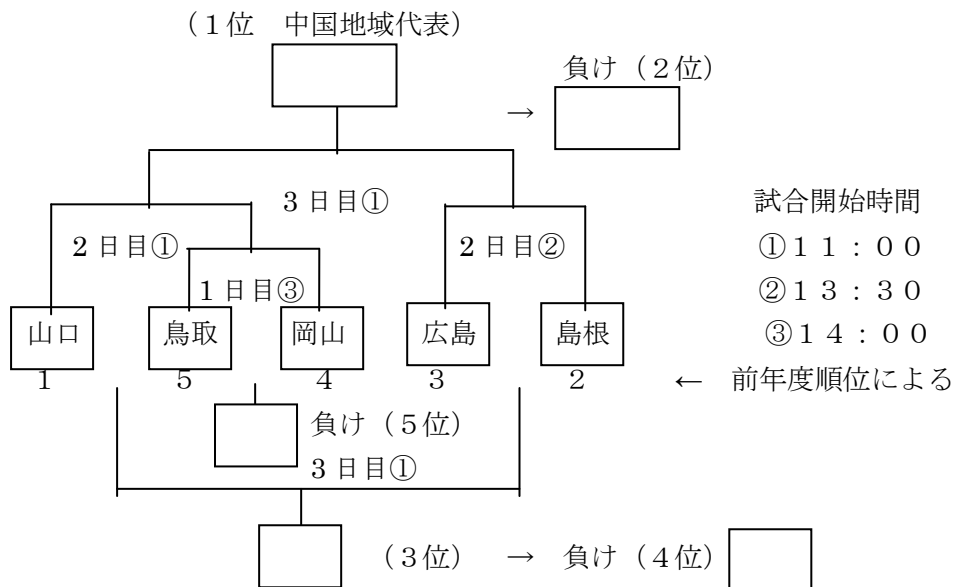 （１位　中国地域代表）
負け（２位）
→
３日目①
試合開始時間
２日目①
２日目②
①１１：００
１日目③
②１３：３０
③１４：００
山口
鳥取
岡山
広島
島根
１
５
４
３
２
←　前年度順位による
負け（５位）
３日目①
（３位）　→　負け（４位）